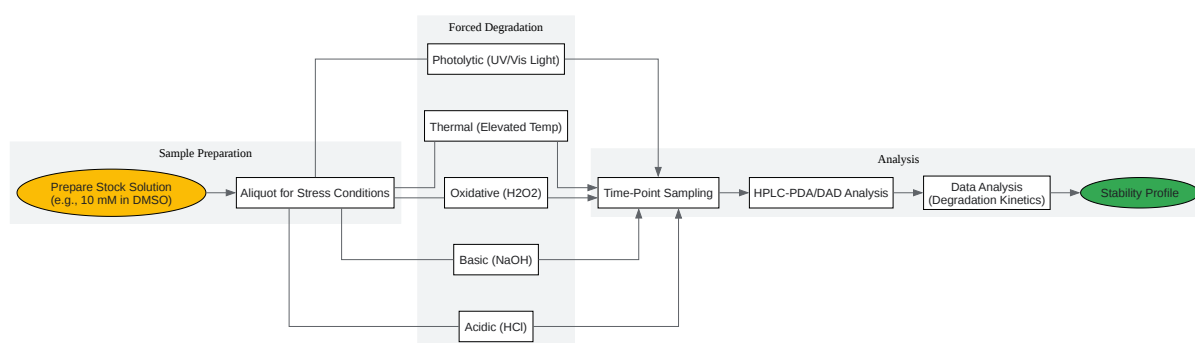 Forced Degradation
Photolytic (UV/Vis Light)
Thermal (Elevated Temp)
Sample Preparation
Analysis
Prepare Stock Solution
(e.g., 10 mM in DMSO)
Aliquot for Stress Conditions
Oxidative (H2O2)
Time-Point Sampling
HPLC-PDA/DAD Analysis
Data Analysis
(Degradation Kinetics)
Stability Profile
Basic (NaOH)
Acidic (HCl)